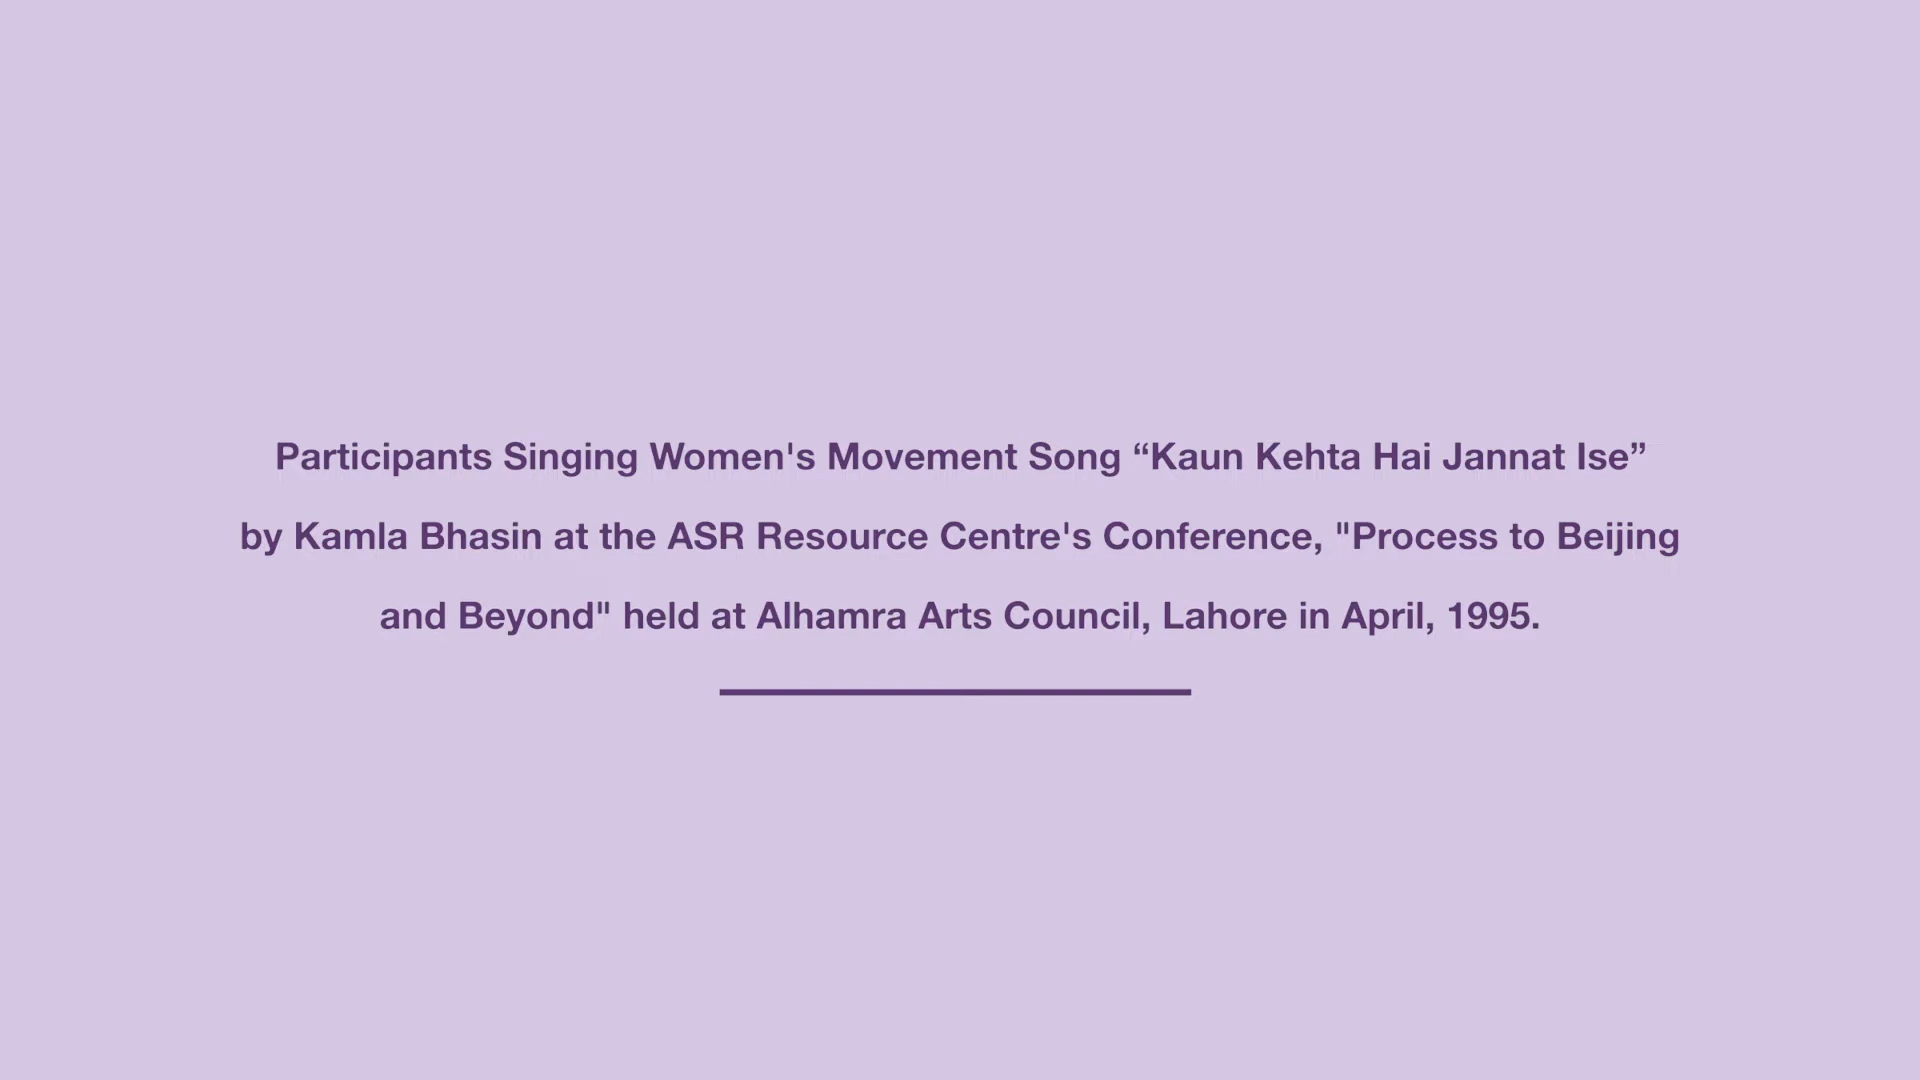 Participants Singing Women's Movement Song “Kaun Kehta Hai Jannat Ise”
by Kamla Bhasin at the ASR Resource Centre's Conference, "Process to Beijing
and Beyond" held at Alhamra Arts Council, Lahore in April, 1995.